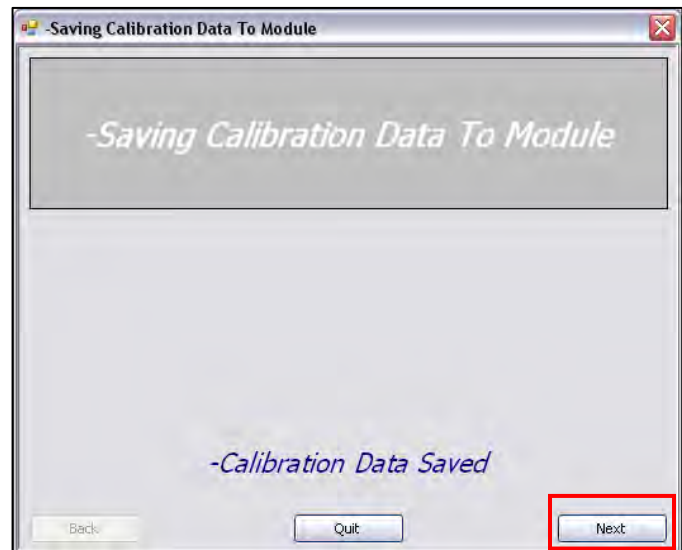 -Saving Calibration Data To Module
-Saving Calibration Data To Module
-Calibration Data Saved
Back Quit Next